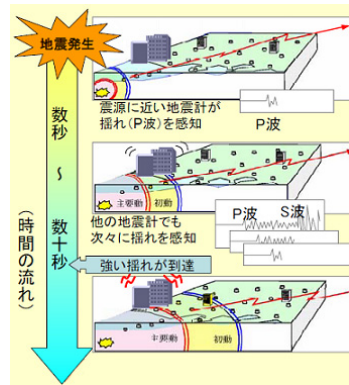 地震発生
震源に近い地震計が
揺れ(P波)を感知
P波
数秒
～
数十秒
(時間の流れ)
主要動
初動
他の地震計でも
次々に揺れを感知
P波
S波
強い揺れが到達
主要動
初動